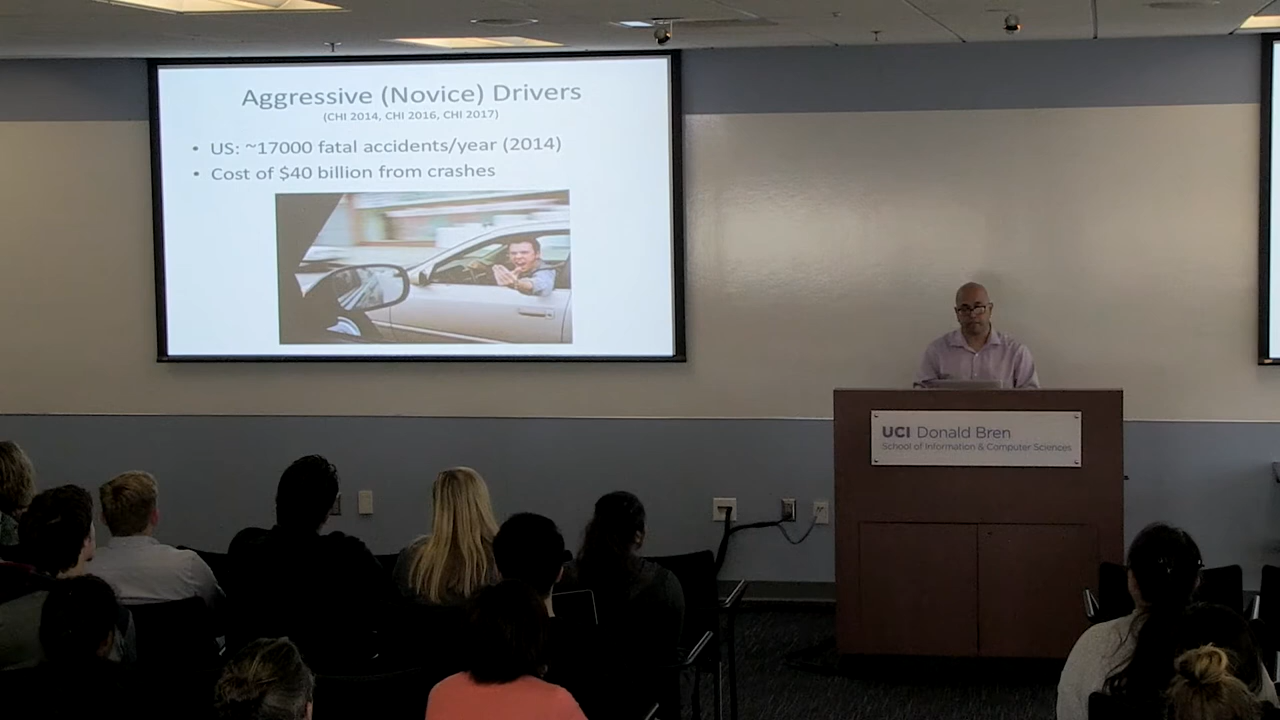 Aggressive (Novice) Drivers
(CHI 2014, CHI 2016, CHI 2017)
• US: ~17000 fatal accidents/year (2014)
• Cost of $40 billion from crashes
UCI Donald Bren
School of Information & Computer Sciences